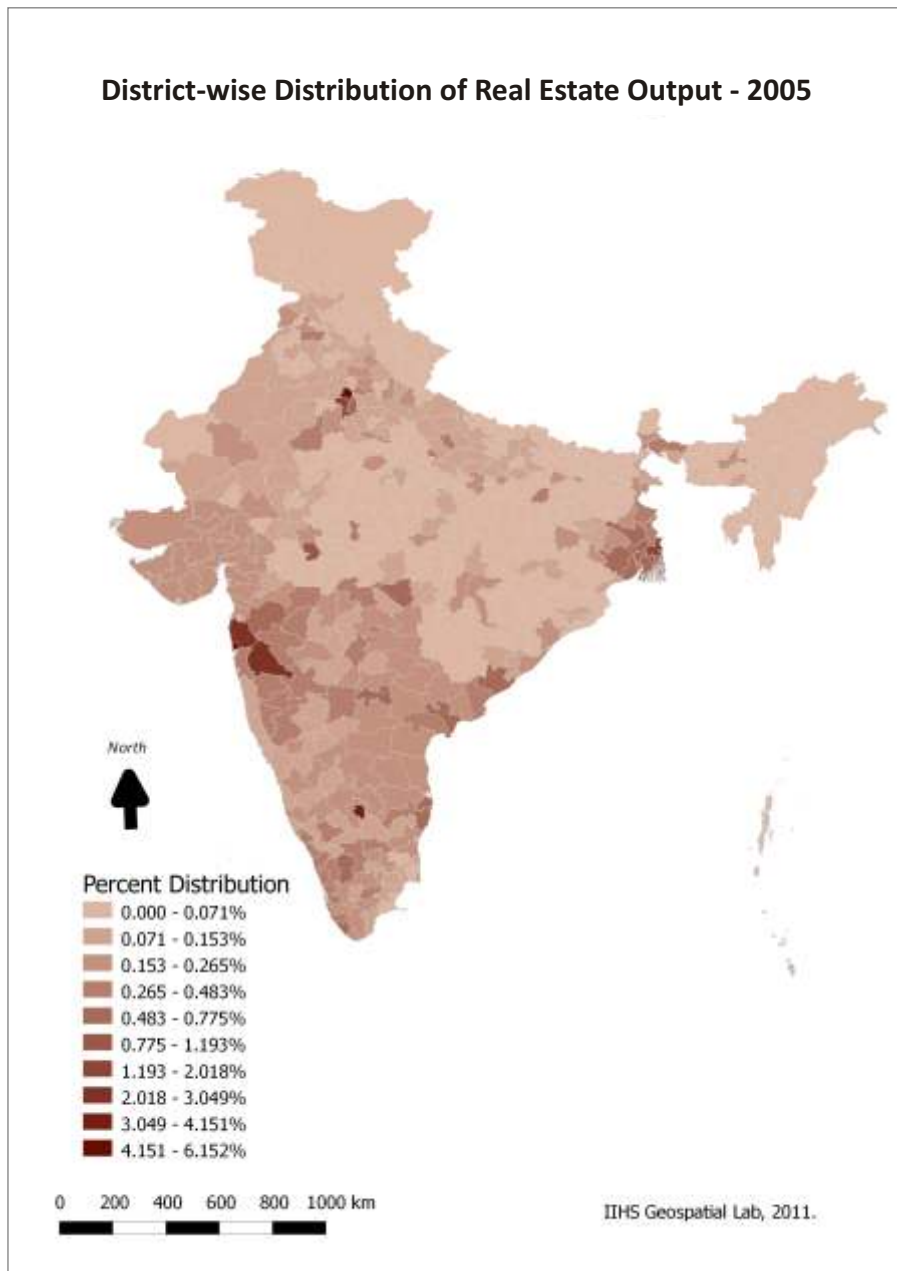 District-wise Distribution of Real Estate Output - 2005
North
Percent Distribution
0.000 - 0.071%
0.071 - 0.153%
0.153 - 0.265%
0.265 - 0.483%
0.483 - 0.775%
0.775 - 1.193%
1.193 - 2.018%
2.018 - 3.049%
3.049 - 4.151%
4.151 - 6.152%
0 200 400 600 800 1000 km
IIHS Geospatial Lab, 2011.